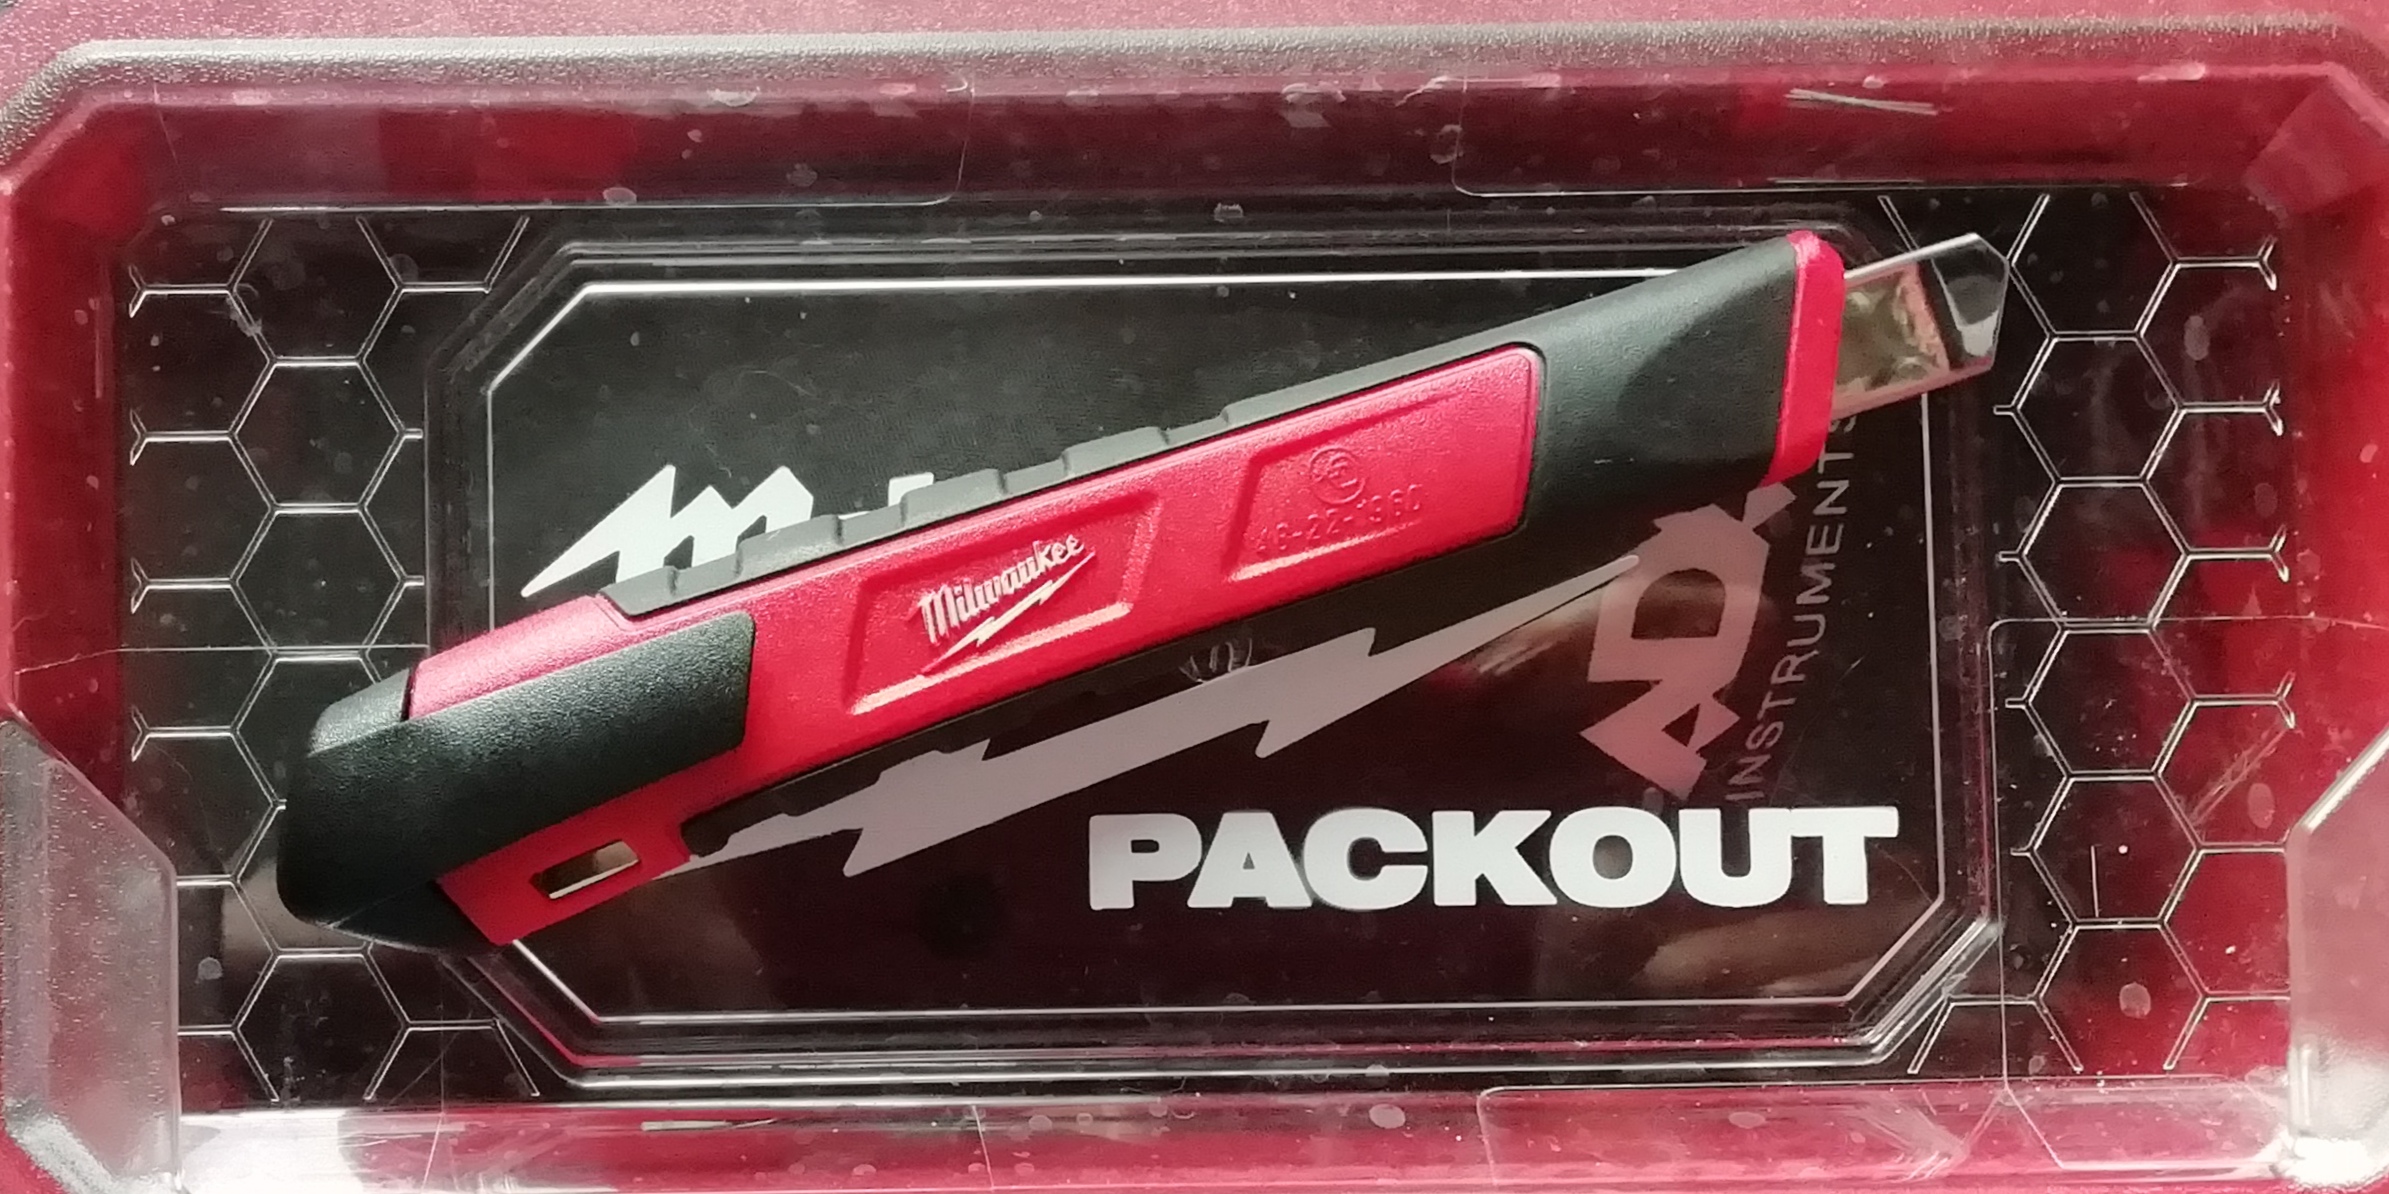 Milwaukee
48-22-1960
INSTRUMENTS
PACKOUT